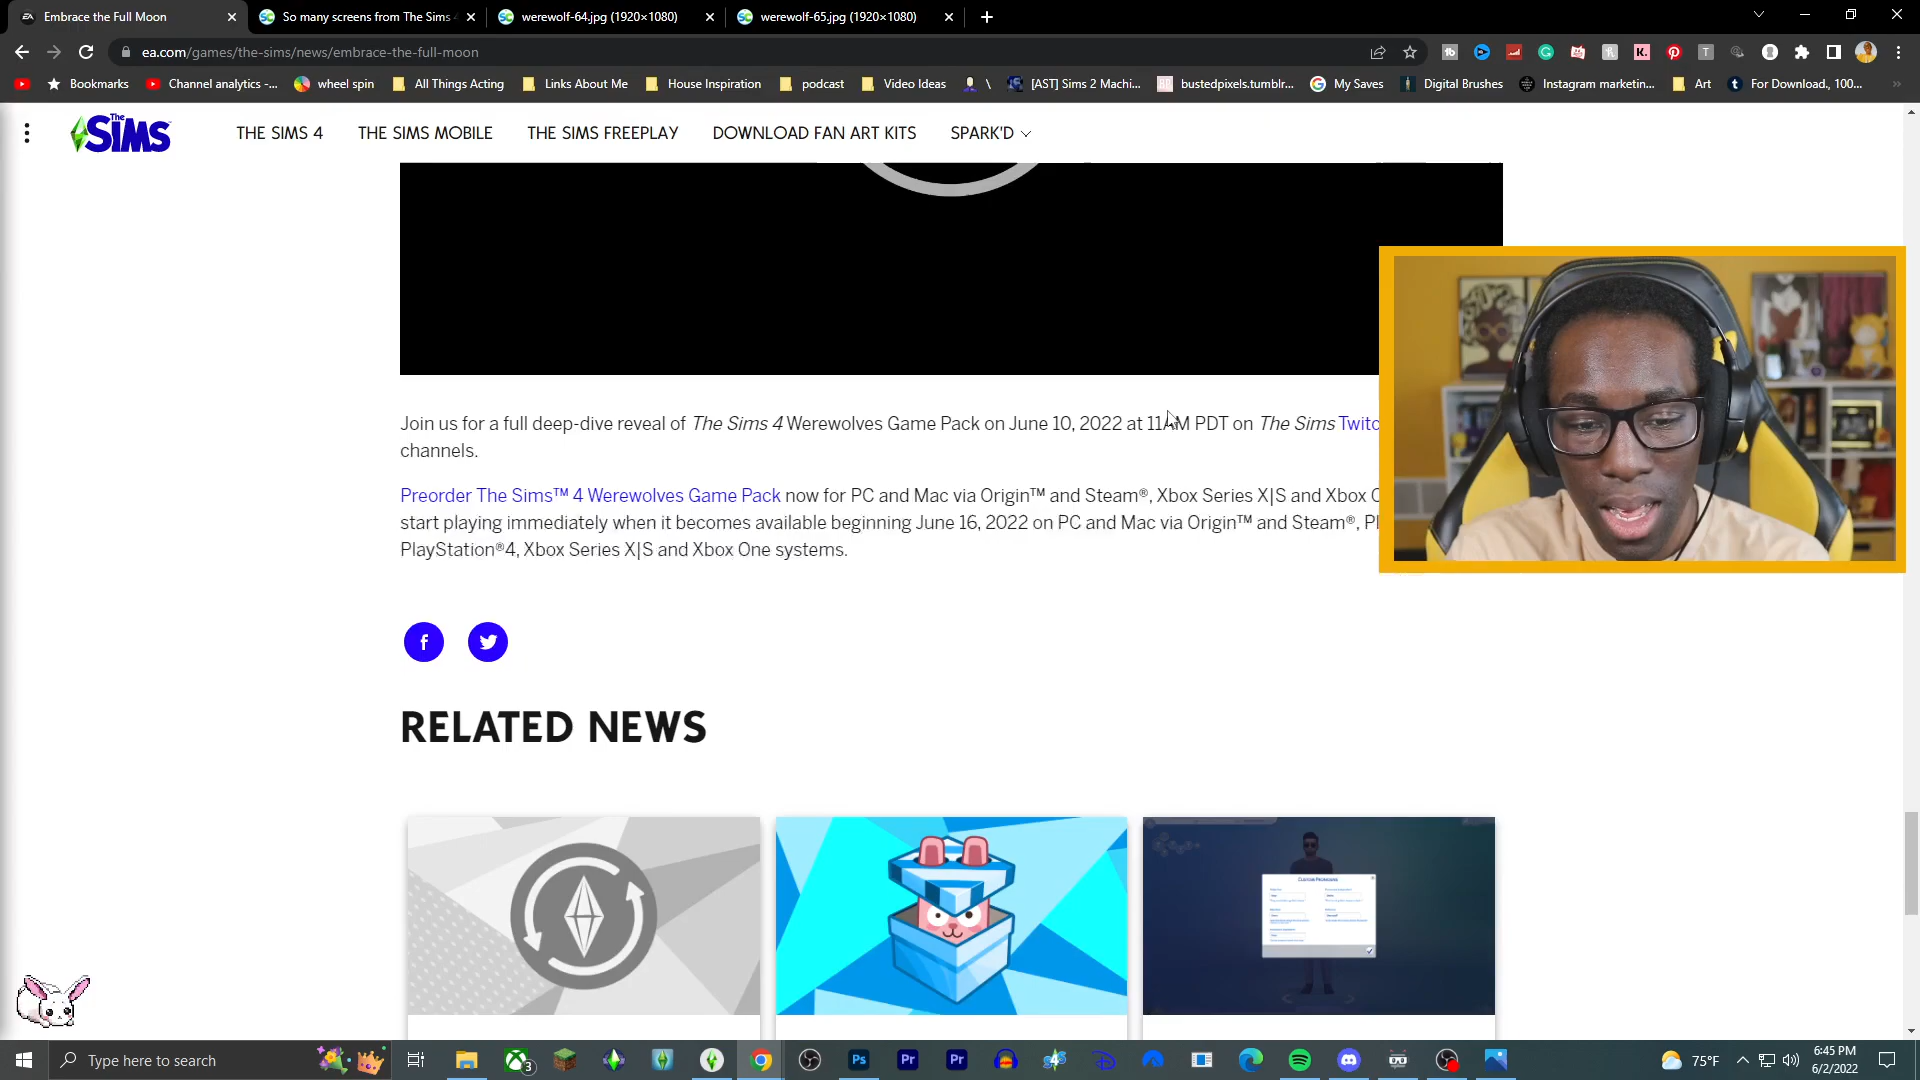 Embrace the Full Moon
So many screens from The Sims
werewolf-64.jpg (1920×1080)
werewolf-65.jpg (1920×1080)
ea.com/games/the-sims/news/embrace-the-full-moon
Bookmarks
Channel analytics -...
wheel spin
All Things Acting
Links About Me
House Inspiration
podcast
Video Ideas
\
[AST] Sims 2 Machi...
bustedpixels.tumblr...
My Saves
Digital Brushes
Instagram marketin...
Art
For Download., 100...
The SIMS
THE SIMS 4
THE SIMS MOBILE
THE SIMS FREEPLAY
DOWNLOAD FAN ART KITS
SPARK'D
Join us for a full deep-dive reveal of The Sims 4 Werewolves Game Pack on June 10, 2022 at 11AM PDT on The Sims Twitc
channels.
Preorder The Sims™ 4 Werewolves Game Pack now for PC and Mac via Origin™ and Steam®, Xbox Series X|S and Xbox
start playing immediately when it becomes available beginning June 16, 2022 on PC and Mac via Origin™ and Steam®, Pl
PlayStation®4, Xbox Series X|S and Xbox One systems.
RELATED NEWS
Custom Pronouns
Type here to search
75°F
6:45 PM
6/2/2022